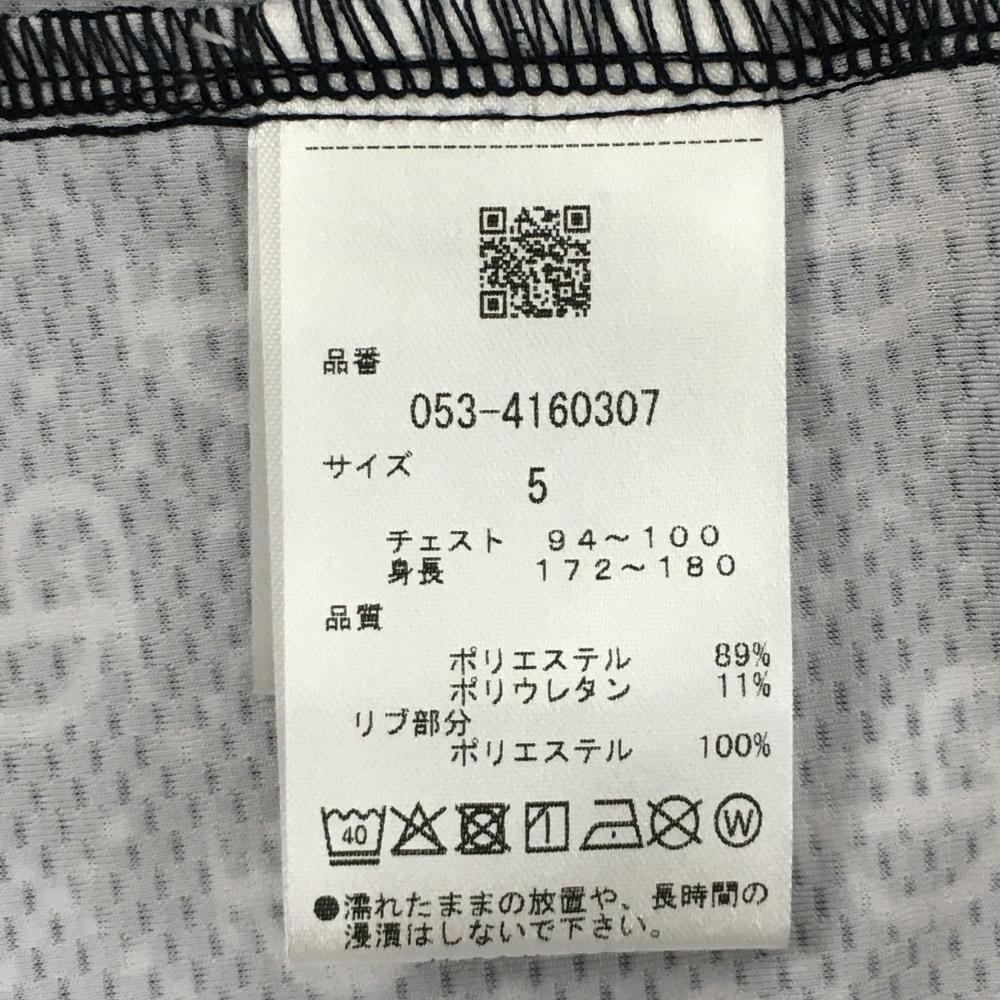 品番
053-4160307
サイズ
5
チェスト 94〜100
身長 172〜180
品質
ポリエステル 89%
ポリウレタン 11%
リブ部分
ポリエステル 100%
40 W
●濡れたままの放置や、長時間の
浸漬はしないで下さい。